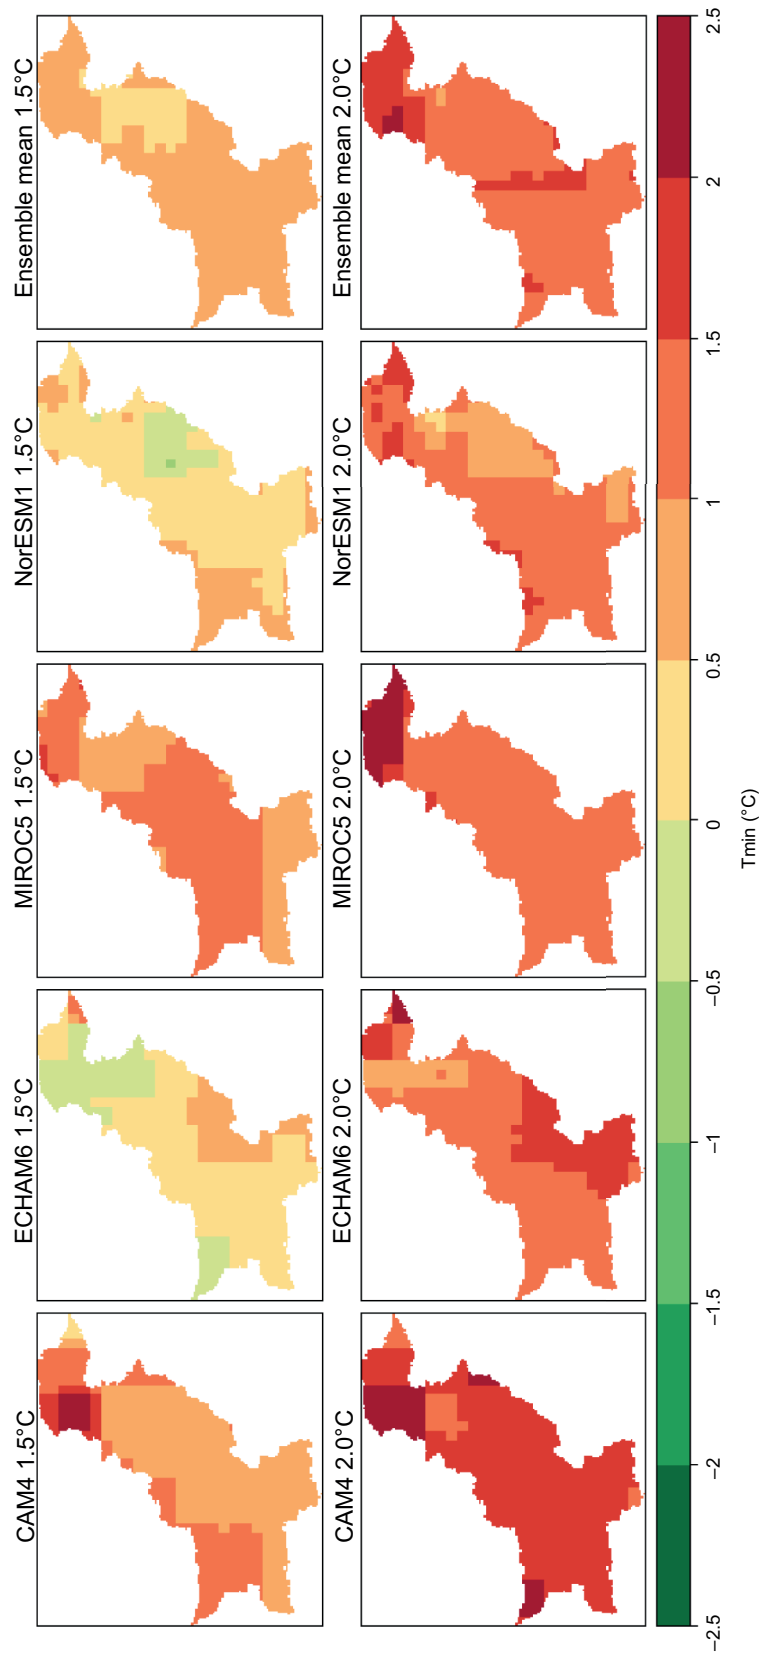 CAM4 1.5°C
ECHAM6 1.5°C
MIROC5 1.5°C
NorESM1 1.5°C
Ensemble mean 1.5°C
CAM4 2.0°C
ECHAM6 2.0°C
MIROC5 2.0°C
NorESM1 2.0°C
Ensemble mean 2.0°C
−2.5
−2
−1.5
−1
−0.5
0
0.5
1
1.5
2
2.5
Tmin (°C)